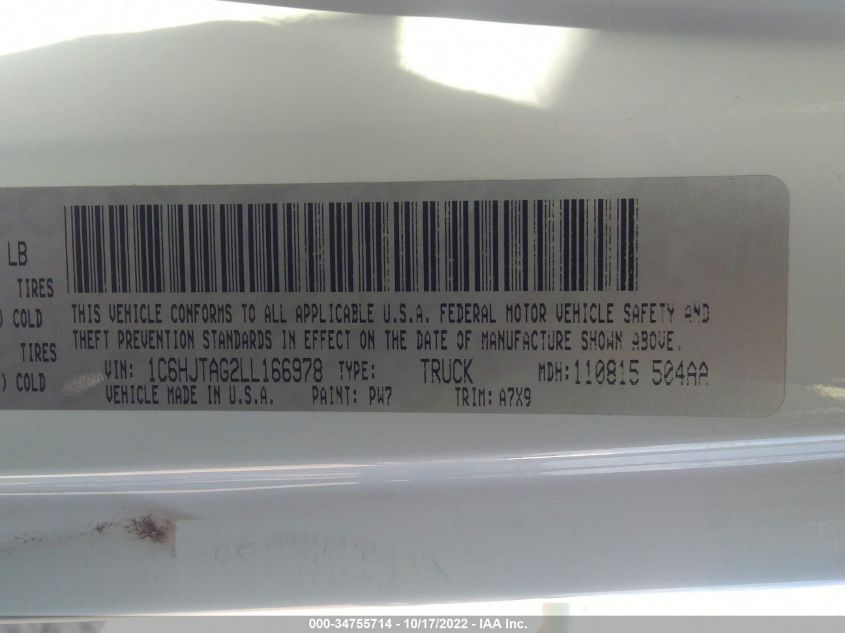 LB
TIRES
) COLD
TIRES
) COLD
THIS VEHICLE CONFORMS TO ALL APPLICABLE U.S.A. FEDERAL MOTOR VEHICLE SAFETY AND
THEFT PREVENTION STANDARDS IN EFFECT ON THE DATE OF MANUFACTURE SHOWN ABOVE.
VIN: 1C6HJTAG2LL166978 TYPE: TRUCK MDH:110815 504AA
VEHICLE MADE IN U.S.A. PAINT: PW7 TRIM: A7X9
000-34755714 - 10/17/2022 - IAA Inc.